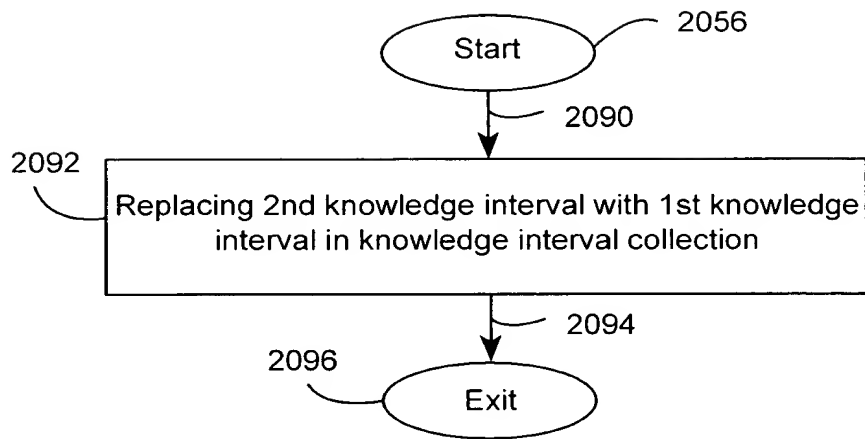 2056
Start
2090
2092
Replacing 2nd knowledge interval with 1st knowledge
interval in knowledge interval collection
2094
2096
Exit